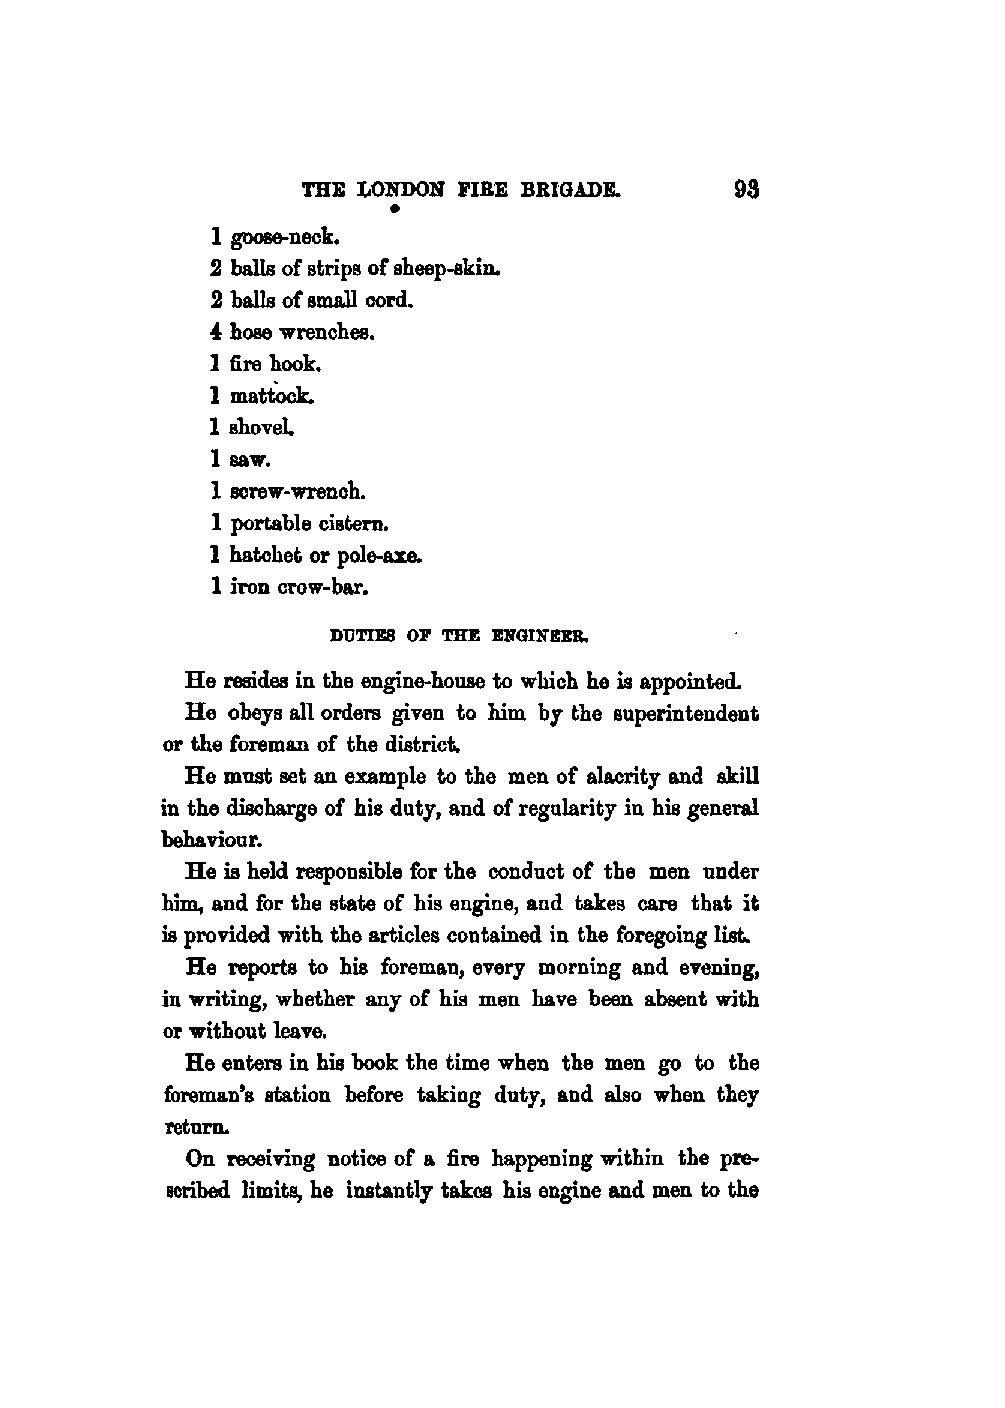 THE LONDON FIRE BRIGADE. 93
1 goose-neck.
2 balls of strips of sheep-skin.
2 balls of small cord.
4 hose wrenches.
1 fire hook.
1 mattock.
1 shovel.
1 saw.
1 screw-wrench.
1 portable cistern.
1 hatchet or pole-axe.
1 iron crow-bar.
DUTIES OF THE ENGINEER.
He resides in the engine-house to which he is appointed.
He obeys all orders given to him by the superintendent
or the foreman of the district.
He must set an example to the men of alacrity and skill
in the discharge of his duty, and of regularity in his general
behaviour.
He is held responsible for the conduct of the men under
him, and for the state of his engine, and takes care that it
is provided with the articles contained in the foregoing list.
He reports to his foreman, every morning and evening,
in writing, whether any of his men have been absent with
or without leave.
He enters in his book the time when the men go to the
foreman's station before taking duty, and also when they
return.
On receiving notice of a fire happening within the pre-
scribed limits, he instantly takes his engine and men to the